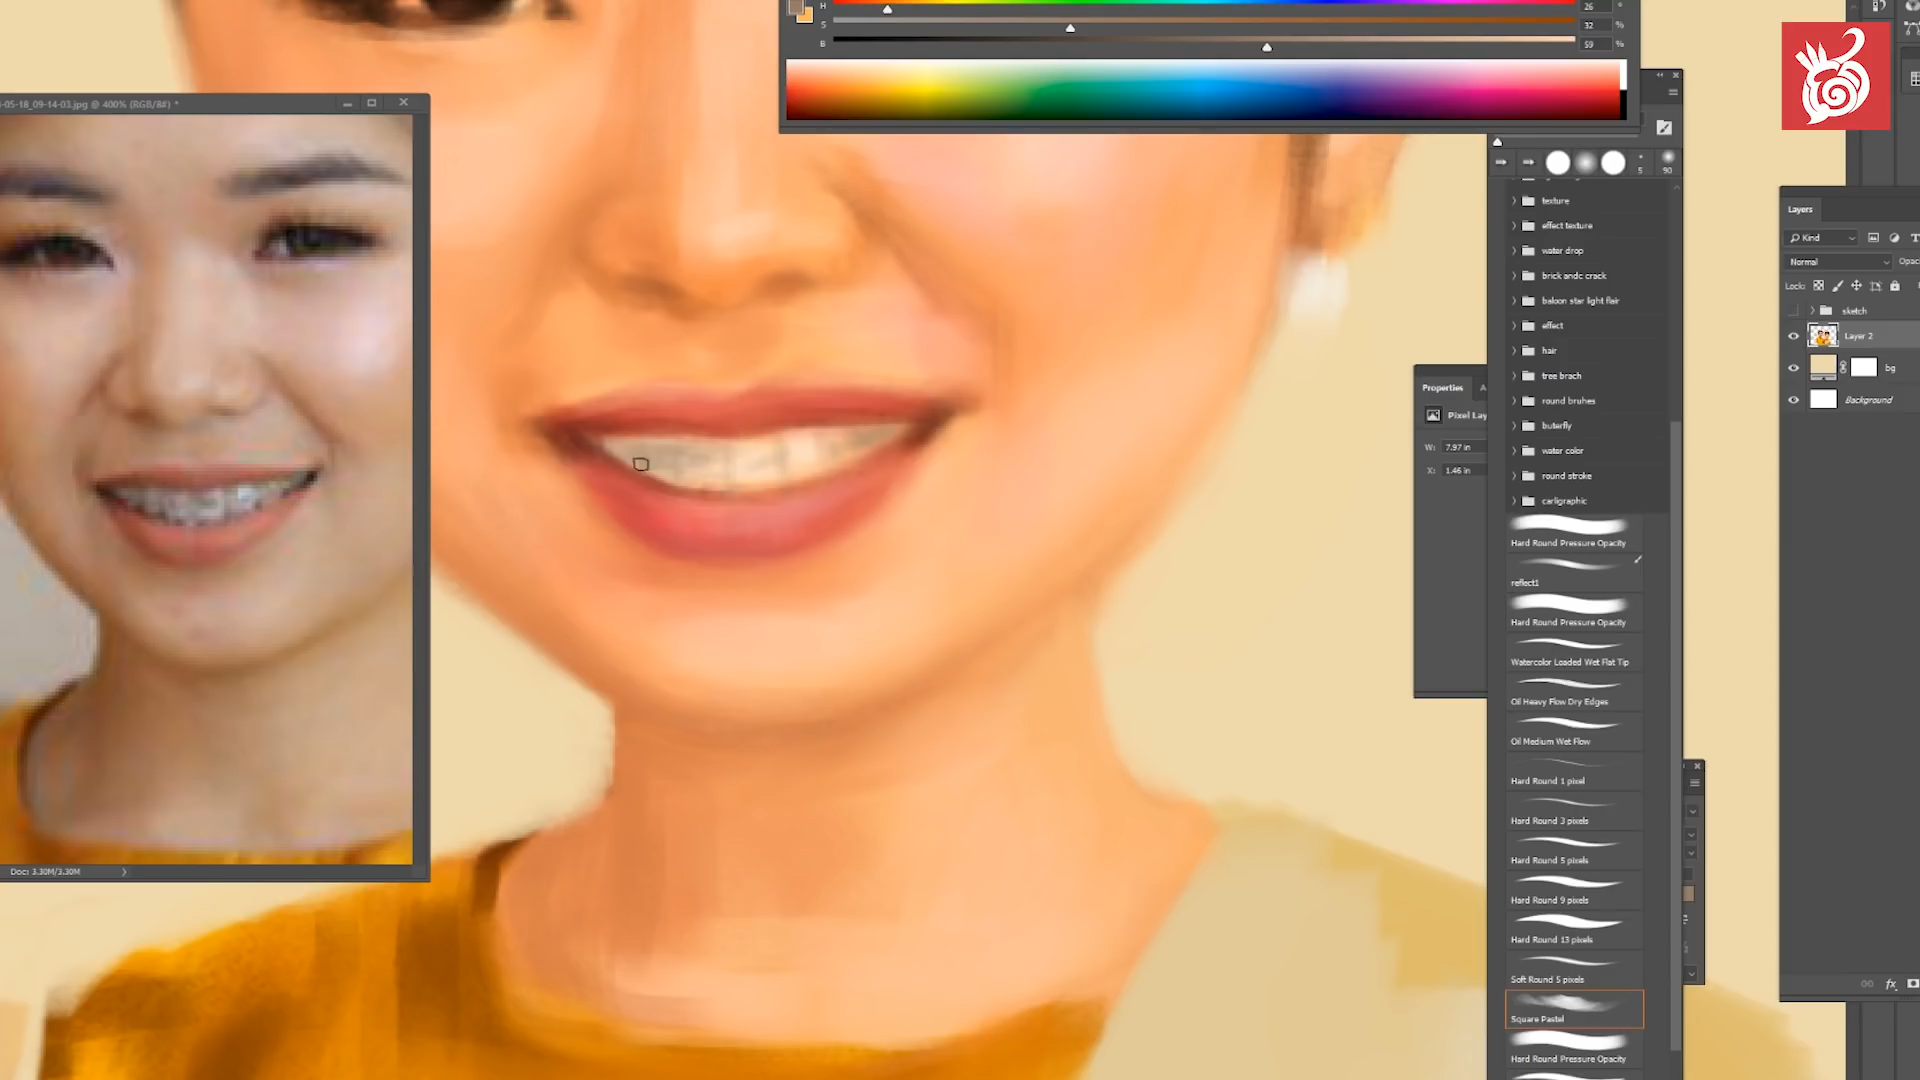 H
26
°
S
32
%
B
59
%
-05-18_09-14-03.jpg @ 400% (RGB/8#) *
5
90
texture
effect texture
water drop
brick andc crack
baloon star light flair
effect
hair
tree brach
round bruhes
buterfly
water color
round stroke
carligraphic
Hard Round Pressure Opacity
reflect1
Hard Round Pressure Opacity
Watercolor Loaded Wet Flat Tip
Oil Heavy Flow Dry Edges
Oil Medium Wet Flow
Hard Round 1 pixel
Hard Round 3 pixels
Hard Round 5 pixels
Hard Round 9 pixels
Hard Round 13 pixels
Soft Round 5 pixels
Square Pastel
Hard Round Pressure Opacity
Properties
A
Pixel Lay
W: 7.97 in
X: 1.46 in
Layers
Kind
T
Normal
Opac
Lock:
sketch
Layer 2
bg
Background
fx
Doc: 3.30M/3.30M